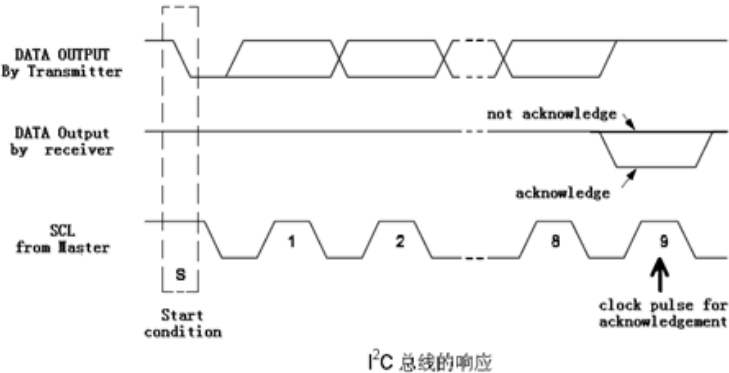 DATA OUTPUT
By Transmitter
DATA Output
by receiver
not acknowledge
acknowledge
SCL
from Master
1
2
8
9
S
Start
condition
clock pulse for
acknowledgement
I²C 总线的响应